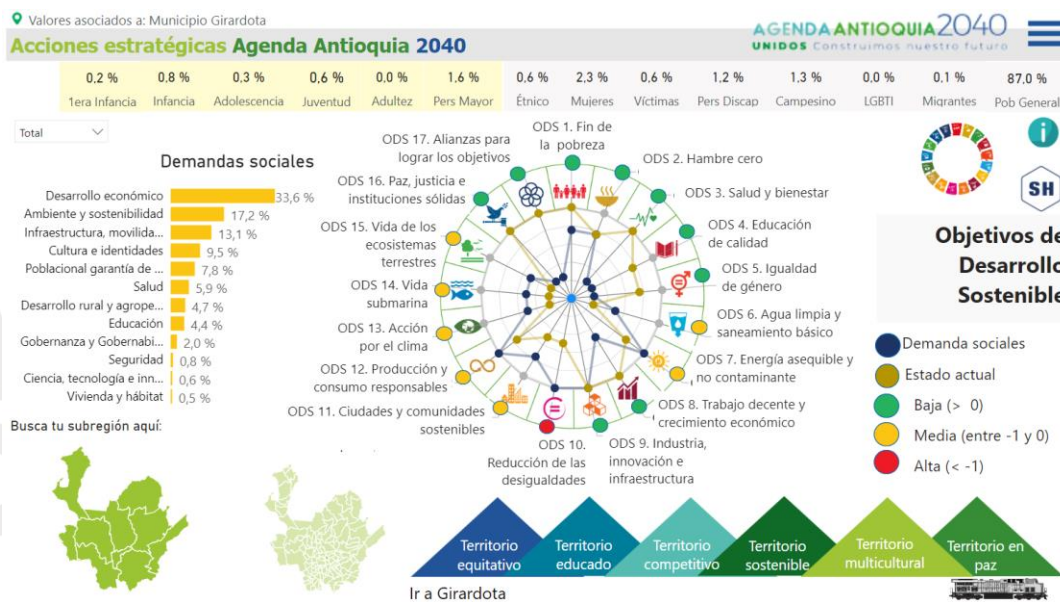 Valores asociados a: Municipio Girardota
Acciones estratégicas Agenda Antioquia 2040
AGENDA ANTIOQUIA 2040
UNIDOS Construimos nuestro futuro
0,2 % 0,8 % 0,3 % 0,6 % 0,0 % 1,6 % 0,6 % 2,3 % 0,6 % 1,2 % 1,3 % 0,0 % 0,1 % 87,0 %
1era Infancia Infancia Adolescencia Juventud Adultez Pers Mayor Étnico Mujeres Víctimas Pers Discap Campesino LGBTI Migrantes Pob General
Total
Demandas sociales
Desarrollo económico 33,6 %
Ambiente y sostenibilidad 17,2 %
Infraestructura, movilida... 13,1 %
Cultura e identidades 9,5 %
Poblacional garantía de ... 7,8 %
Salud 5,9 %
Desarrollo rural y agrope... 4,7 %
Educación 4,4 %
Gobernanza y Gobernabi... 2,0 %
Seguridad 0,8 %
Ciencia, tecnología e inn... 0,6 %
Vivienda y hábitat 0,5 %
Busca tu subregión aquí:
ODS 1. Fin de
la pobreza
ODS 2. Hambre cero
ODS 3. Salud y bienestar
ODS 4. Educación
de calidad
ODS 5. Igualdad
de género
ODS 6. Agua limpia y
saneamiento básico
ODS 7. Energía asequible y
no contaminante
ODS 8. Trabajo decente y
crecimiento económico
ODS 9. Industria,
innovación e
infraestructura
ODS 10.
Reducción de las
desigualdades
ODS 11. Ciudades y comunidades
sostenibles
ODS 12. Producción y
consumo responsables
ODS 13. Acción
por el clima
ODS 14. Vida
submarina
ODS 15. Vida de los
ecosistemas
terrestres
ODS 16. Paz, justicia e
instituciones sólidas
ODS 17. Alianzas para
lograr los objetivos
i
SH
Objetivos de
Desarrollo
Sostenible
Demanda sociales
Estado actual
Baja (> 0)
Media (entre -1 y 0)
Alta (< -1)
Territorio
equitativo
Territorio
educado
Territorio
competitivo
Territorio
sostenible
Territorio
multicultural
Territorio en
paz
Ir a Girardota